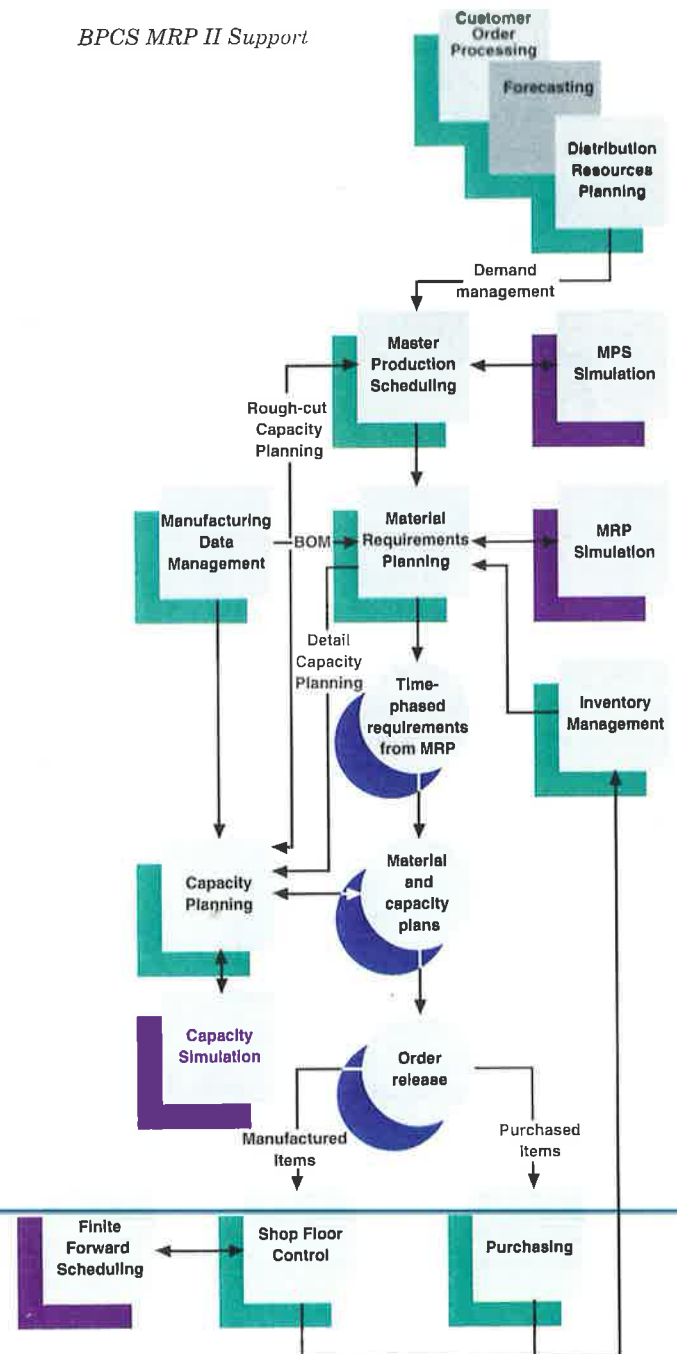 BPCS MRP II Support
Customer
Order
Processing
Forecasting
Distribution
Resources
Planning
Demand
management
Master
Production
Scheduling
MPS
Simulation
Rough-cut
Capacity
Planning
Manufacturing
Data
Management
BOM
Material
Requirements
Planning
MRP
Simulation
Detail
Capacity
Planning
Time-
phased
requirements
from MRP
Inventory
Management
Capacity
Planning
Material
and
capacity
plans
Capacity
Simulation
Order
release
Manufactured
Items
Purchased
Items
Finite
Forward
Scheduling
Shop Floor
Control
Purchasing